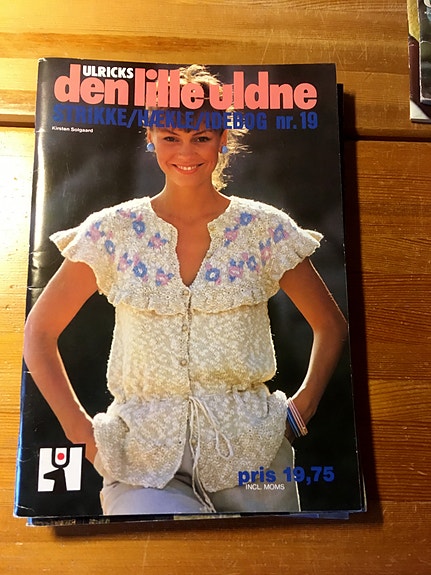 ULRICKS
den lille uldne
STRIKKE/HÆKLE/IDEBOG nr. 19
Kirsten Solgaard
pris 19,75
INCL. MOMS